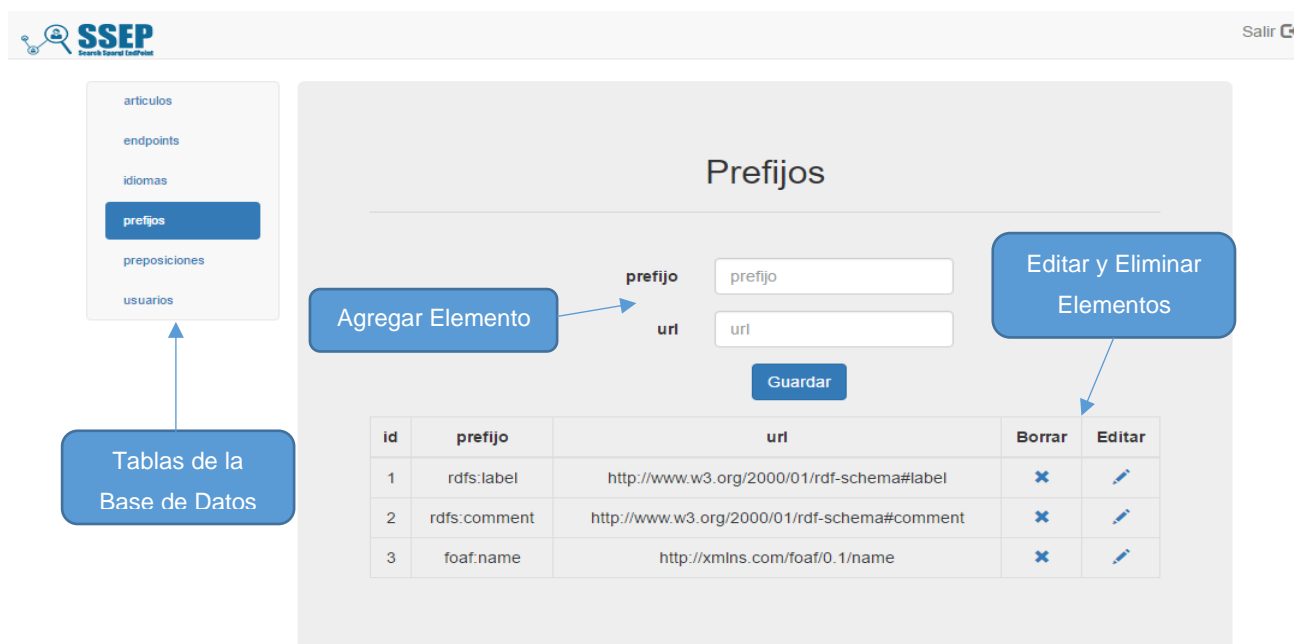 SSEP
Search Sparql EndPoint
Salir
articulos
endpoints
idiomas
prefijos
preposiciones
usuarios
Prefijos
prefijo prefijo
url url
Guardar
Agregar Elemento
Editar y Eliminar
Elementos
Tablas de la
Base de Datos
id prefijo url Borrar Editar
1 rdfs:label http://www.w3.org/2000/01/rdf-schema#label
2 rdfs:comment http://www.w3.org/2000/01/rdf-schema#comment
3 foaf:name http://xmlns.com/foaf/0.1/name